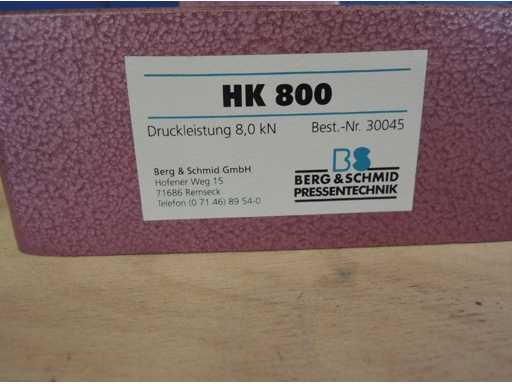 HK 800
Druckleistung 8,0 kN Best.-Nr. 30045
Berg & Schmid GmbH
Hofener Weg 15
71686 Remseck
Telefon (0 71 46) 89 54-0
BS
BERG & SCHMID
PRESSENTECHNIK